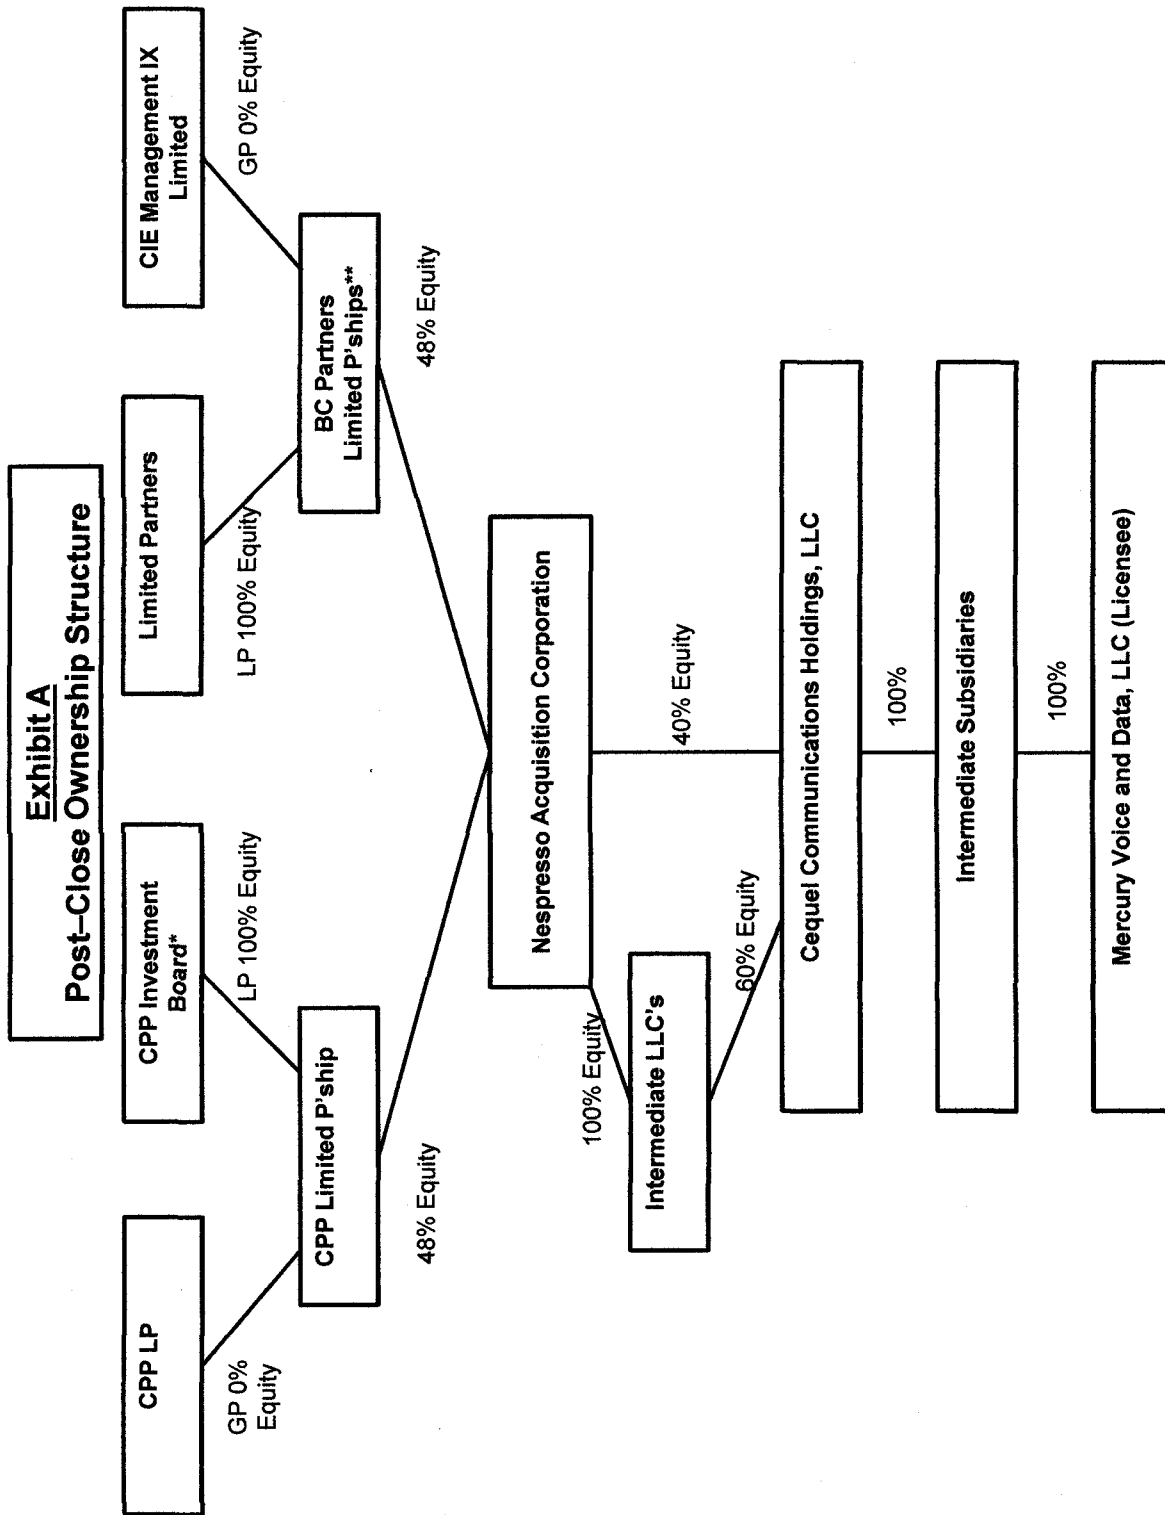 Exhibit A
Post–Close Ownership Structure
CPP LP
CPP Investment
Board*
Limited Partners
CIE Management IX
Limited
GP 0%
Equity
LP 100% Equity
LP 100% Equity
GP 0% Equity
CPP Limited P'ship
BC Partners
Limited P'ships**
48% Equity
48% Equity
Nespresso Acquisition Corporation
100% Equity
Intermediate LLC's
40% Equity
60% Equity
Cequel Communications Holdings, LLC
100%
Intermediate Subsidiaries
100%
Mercury Voice and Data, LLC (Licensee)